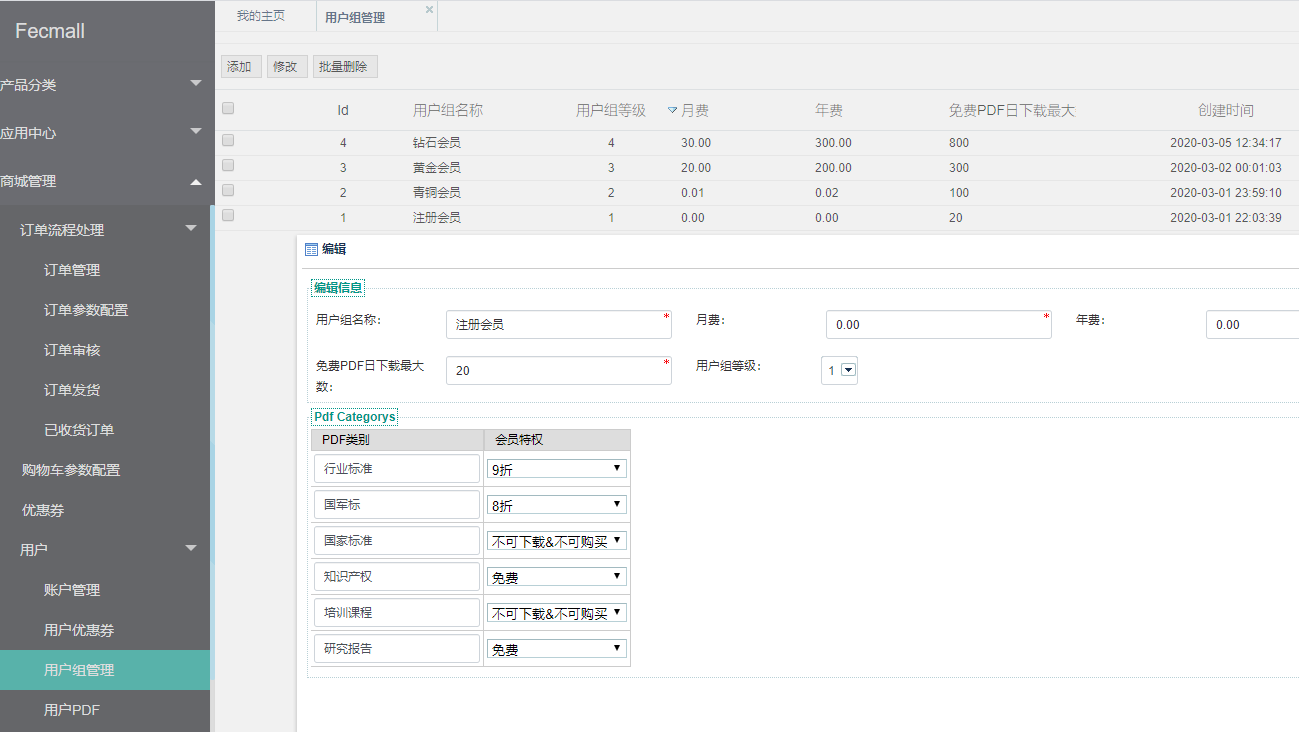 Fecmall
产品分类
应用中心
商城管理
订单流程处理
订单管理
订单参数配置
订单审核
订单发货
已收货订单
购物车参数配置
优惠券
用户
账户管理
用户优惠券
用户组管理
用户PDF
我的主页 用户组管理
添加 修改 批量删除
Id 用户组名称 用户组等级 月费 年费 免费PDF日下载最大 创建时间
4 钻石会员 4 30.00 300.00 800 2020-03-05 12:34:17
3 黄金会员 3 20.00 200.00 300 2020-03-02 00:01:03
2 青铜会员 2 0.01 0.02 100 2020-03-01 23:59:10
1 注册会员 1 0.00 0.00 20 2020-03-01 22:03:39
编辑
编辑信息
用户组名称: 注册会员 * 月费: 0.00 * 年费: 0.00
免费PDF日下载最大
数: 20 * 用户组等级: 1
Pdf Categorys
PDF类别 会员特权
行业标准 9折
国军标 8折
国家标准 不可下载&不可购买
知识产权 免费
培训课程 不可下载&不可购买
研究报告 免费